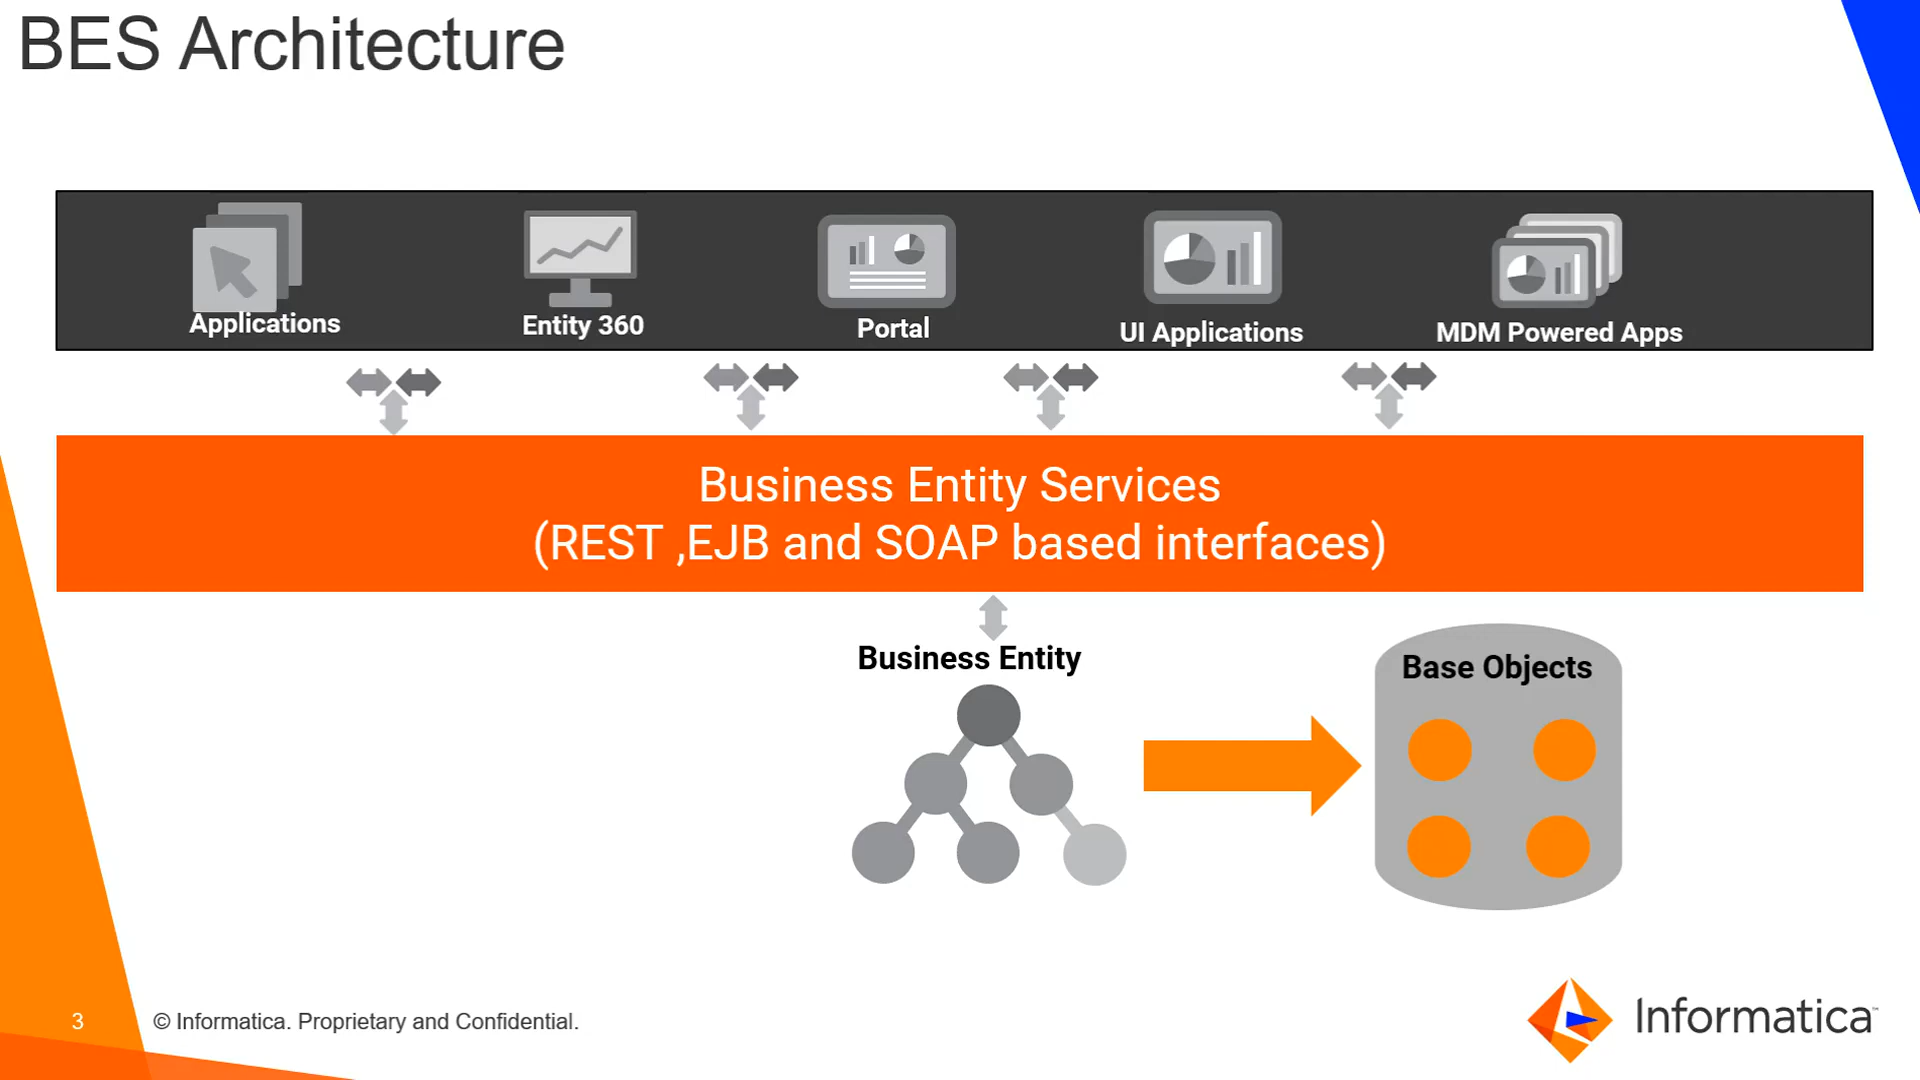 BES Architecture
Applications
Entity 360
Portal
UI Applications
MDM Powered Apps
Business Entity Services
(REST ,EJB and SOAP based interfaces)
Business Entity
Base Objects
3
© Informatica. Proprietary and Confidential.
Informatica™